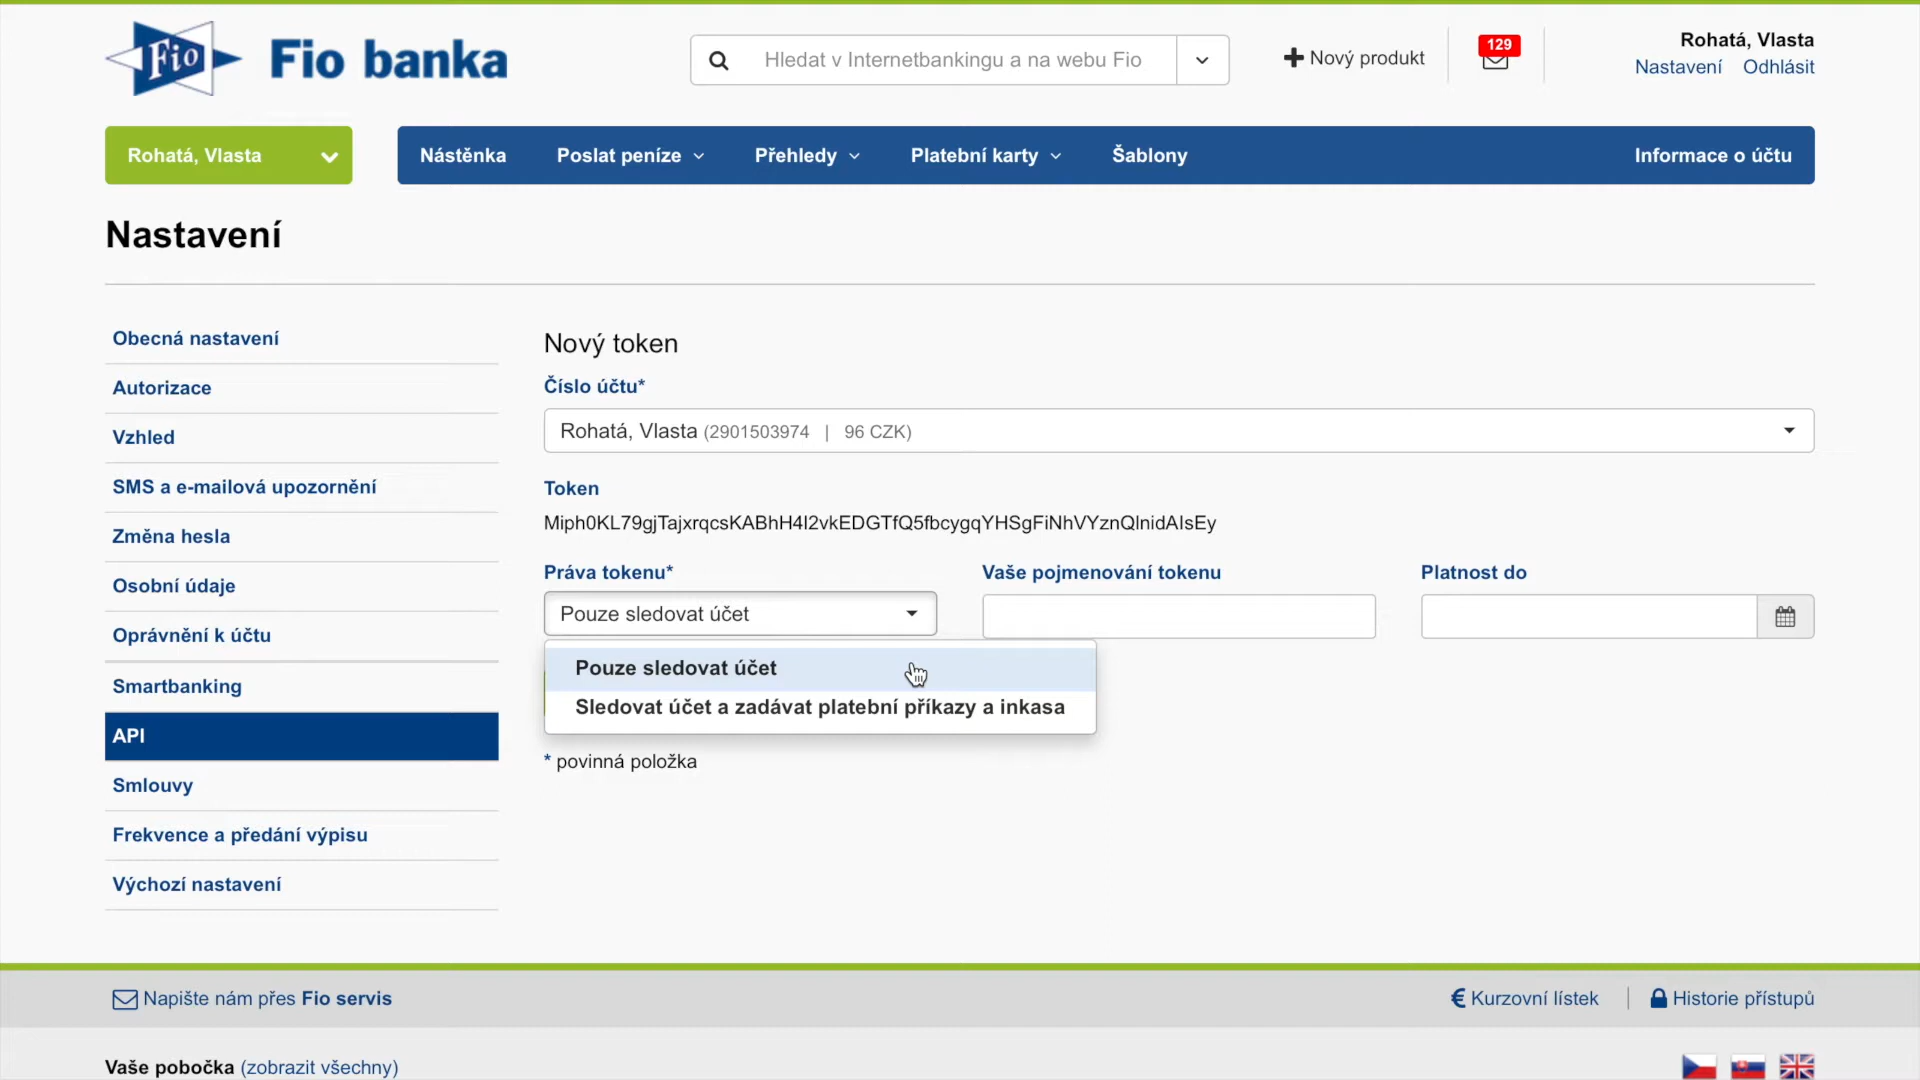 Fio
Fio banka
Hledat v Internetbankingu a na webu Fio
Nový produkt
129
Rohatá, Vlasta
Nastavení Odhlásit
Rohatá, Vlasta
Nástěnka Poslat peníze Přehledy Platební karty Šablony Informace o účtu
Nastavení
Obecná nastavení
Autorizace
Vzhled
SMS a e-mailová upozornění
Změna hesla
Osobní údaje
Oprávnění k účtu
Smartbanking
API
Smlouvy
Frekvence a předání výpisu
Výchozí nastavení
Nový token
Číslo účtu*
Rohatá, Vlasta (2901503974 | 96 CZK)
Token
Miph0KL79gjTajxrqcsKABhH4I2vkEDGTfQ5fbcygqYHSgFiNhVYznQlnidAIsEy
Práva tokenu* Vaše pojmenování tokenu Platnost do
Pouze sledovat účet
Pouze sledovat účet
Sledovat účet a zadávat platební příkazy a inkasa
* povinná položka
Napište nám přes Fio servis
€ Kurzovní lístek | Historie přístupů
Vaše pobočka (zobrazit všechny)